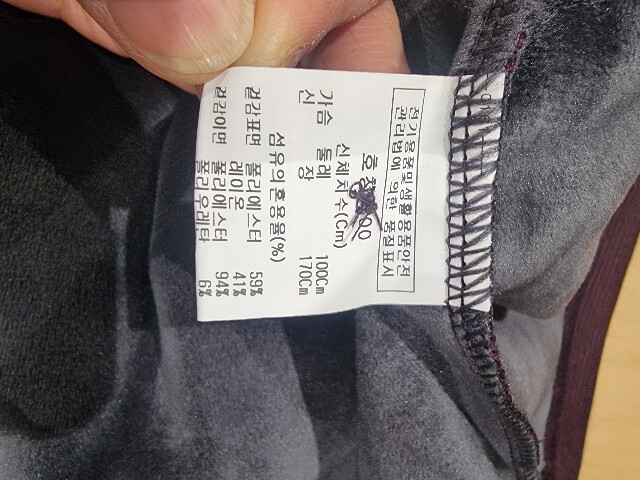 전기용품및생활용품안전
관리법에 의한 품질표시
호칭 100
신체치수(Cm)
가슴 둘레 100Cm
신 장 170Cm
섬유의혼용율(%)
겉감표면 폴리에스터 59%
레이온 41%
겉감이면 폴리에스터 94%
폴리우레타 6%